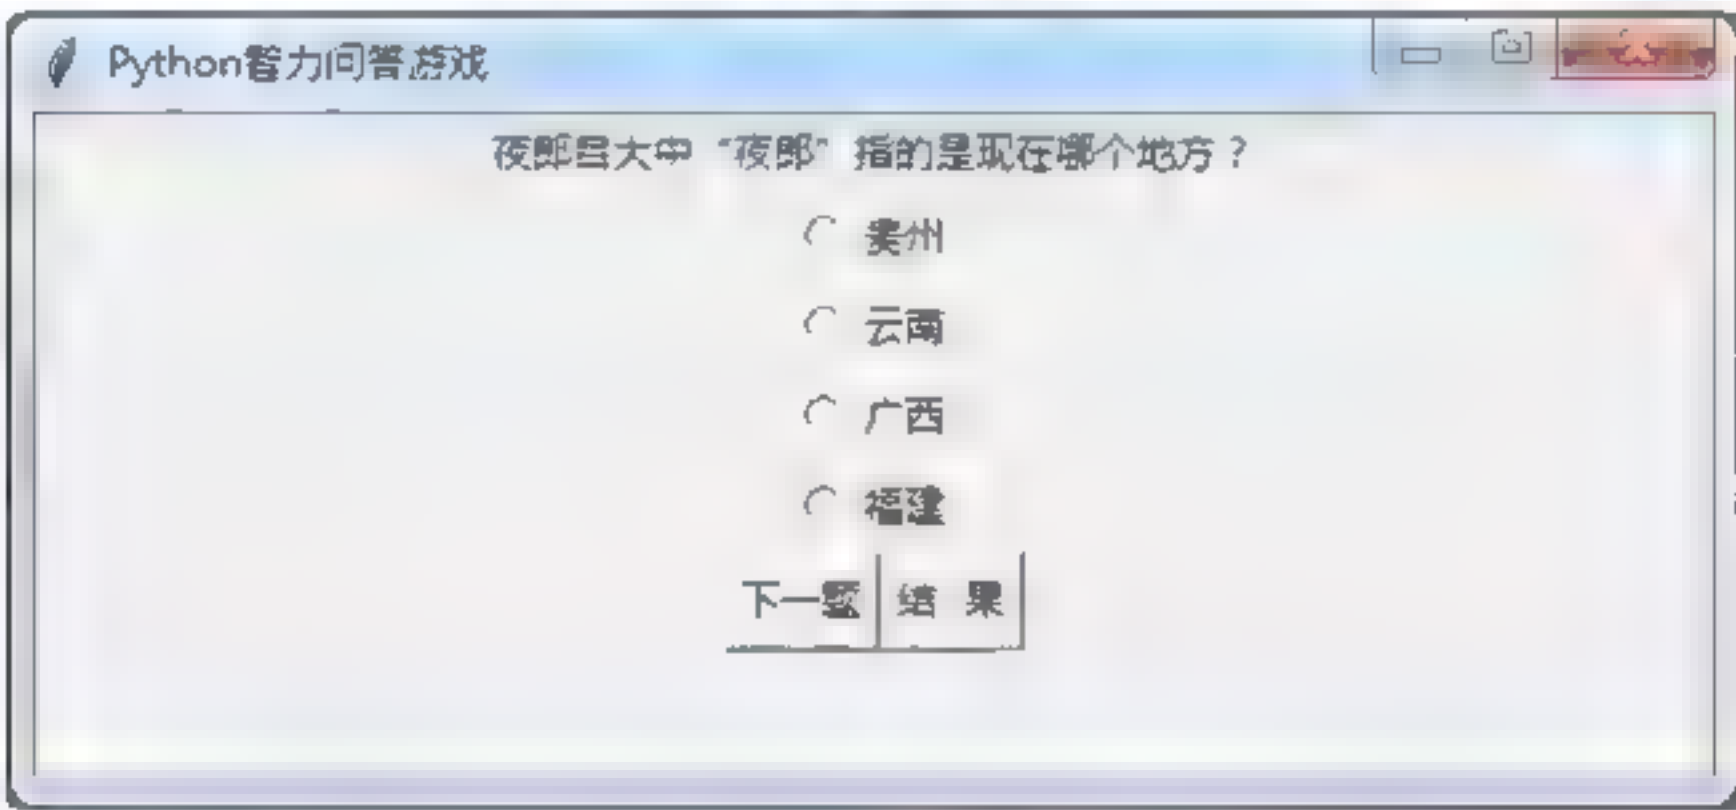 Python智力问答游戏
夜郎自大中“夜郎”指的是现在哪个地方？
贵州
云南
广西
福建
下一题 结 果